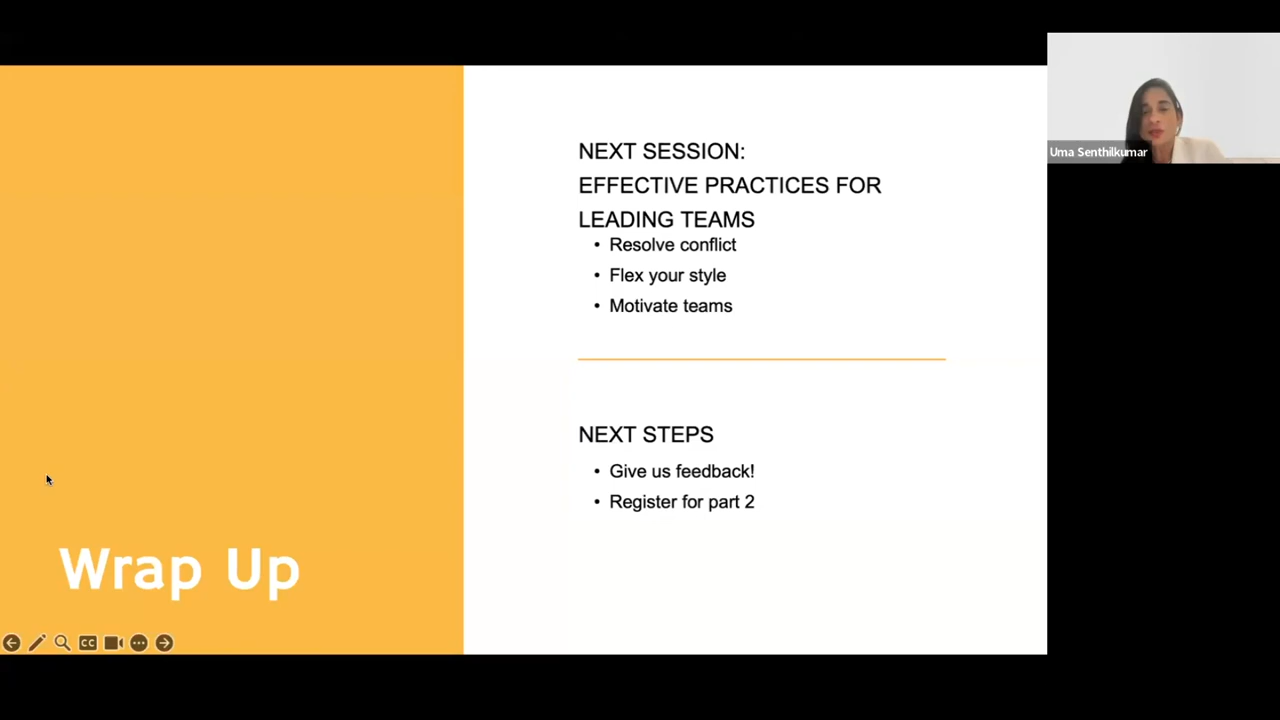 NEXT SESSION:
EFFECTIVE PRACTICES FOR
LEADING TEAMS
• Resolve conflict
• Flex your style
• Motivate teams
NEXT STEPS
• Give us feedback!
• Register for part 2
Wrap Up
CC
Uma Senthilkumar